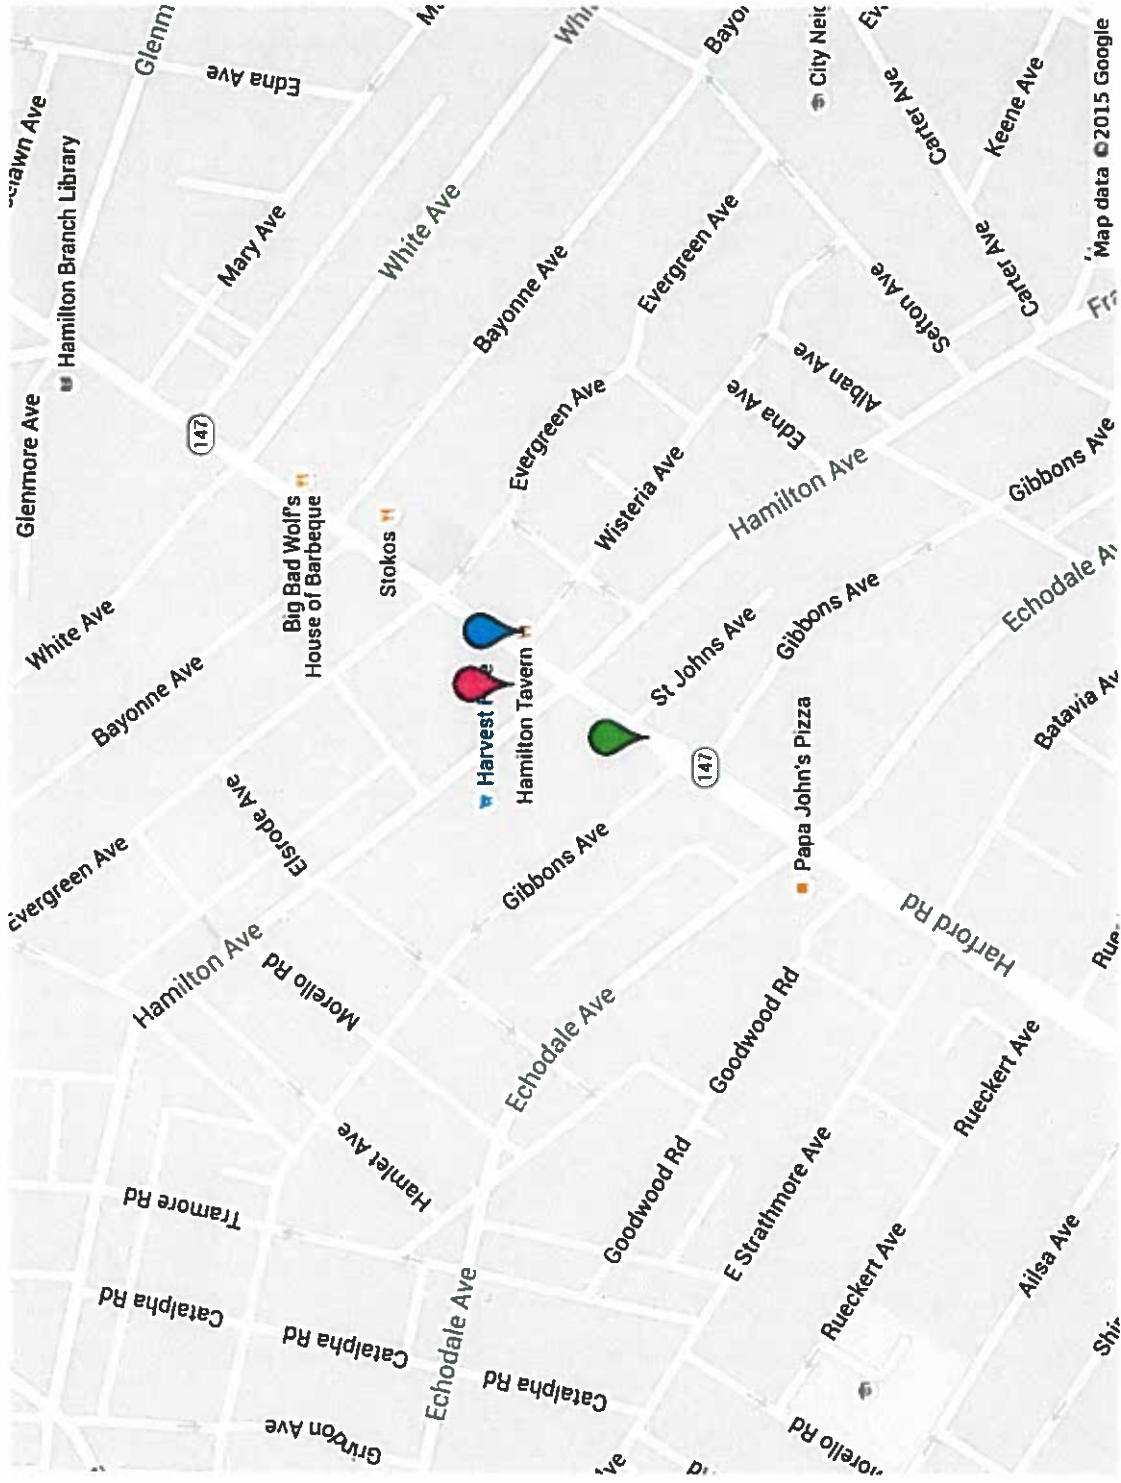 Glenmore Ave
Hamilton Branch Library
Glenm
White Ave
Bayonne Ave
Evergreen Ave
Hamilton Ave
Tramore Rd
Catalpha Rd
Edna Ave
Mary Ave
147
Big Bad Wolf's
House of Barbeque
Elsrode Ave
Morello Rd
Hamlet Ave
Catalpha Rd
Gringon Ave
White Ave
Stokos
Harvest
Hamilton Tavern
Gibbons Ave
Echodale Ave
Echodale Ave
Catalpha Rd
Bayonne Ave
Evergreen Ave
Evergreen Ave
Wisteria Ave
St Johns Ave
147
Goodwood Rd
Goodwood Rd
E Strathmore Ave
Edna Ave
Alban Ave
Hamilton Ave
Gibbons Ave
Papa John's Pizza
Harford Rd
Rueckert Ave
Rueckert Ave
City Neig
Carter Ave
Sefton Ave
Keene Ave
Carter Ave
Gibbons Ave
Echodale Av
Batavia Av
Ailsa Ave
orello Rd
Map data ©2015 Google